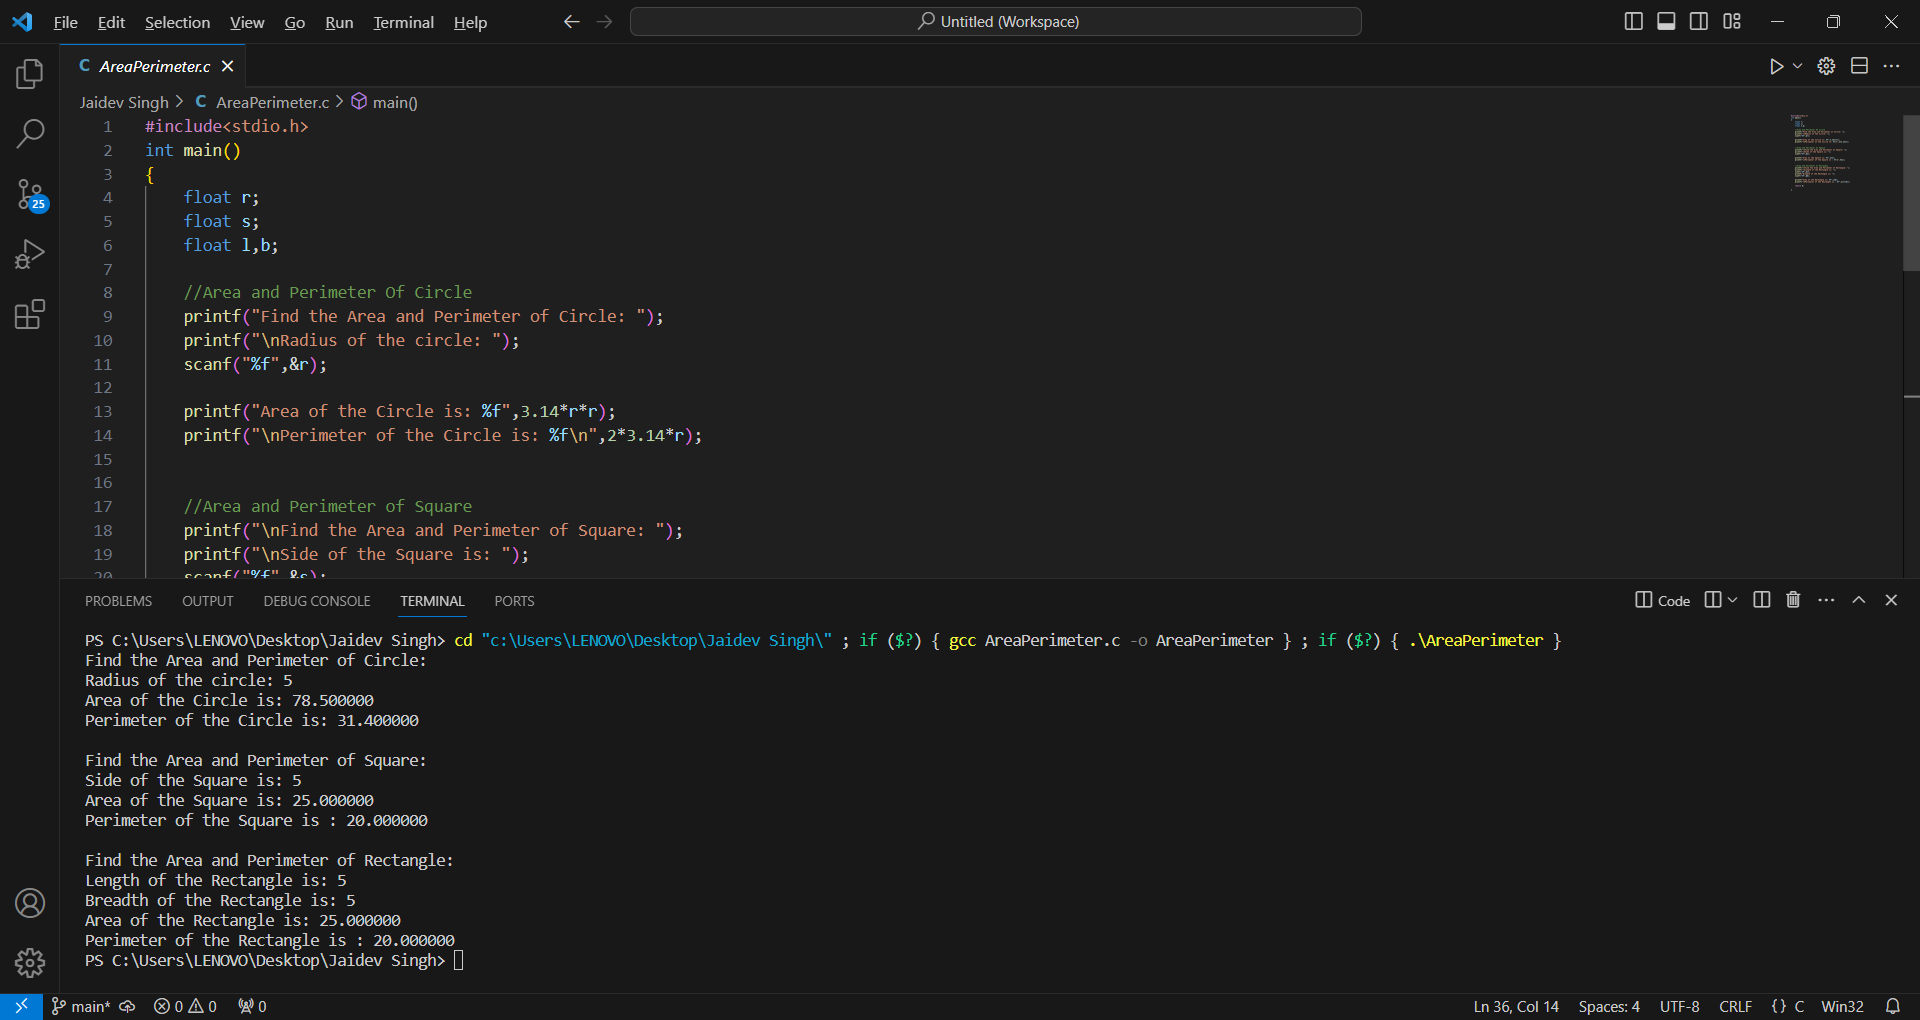 File Edit Selection View Go Run Terminal Help
Untitled (Workspace)
C AreaPerimeter.c
Jaidev Singh > C AreaPerimeter.c > main()
1 #include<stdio.h>
2 int main()
3 {
4 float r;
5 float s;
6 float l,b;
7
8 //Area and Perimeter Of Circle
9 printf("Find the Area and Perimeter of Circle: ");
10 printf("\nRadius of the circle: ");
11 scanf("%f",&r);
12
13 printf("Area of the Circle is: %f",3.14*r*r);
14 printf("\nPerimeter of the Circle is: %f\n",2*3.14*r);
15
16
17 //Area and Perimeter of Square
18 printf("\nFind the Area and Perimeter of Square: ");
19 printf("\nSide of the Square is: ");
20 scanf("%f",&s);
25
PROBLEMS OUTPUT DEBUG CONSOLE TERMINAL PORTS
Code
PS C:\Users\LENOVO\Desktop\Jaidev Singh> cd "c:\Users\LENOVO\Desktop\Jaidev Singh\" ; if ($?) { gcc AreaPerimeter.c -o AreaPerimeter } ; if ($?) { .\AreaPerimeter }
Find the Area and Perimeter of Circle:
Radius of the circle: 5
Area of the Circle is: 78.500000
Perimeter of the Circle is: 31.400000
Find the Area and Perimeter of Square:
Side of the Square is: 5
Area of the Square is: 25.000000
Perimeter of the Square is : 20.000000
Find the Area and Perimeter of Rectangle:
Length of the Rectangle is: 5
Breadth of the Rectangle is: 5
Area of the Rectangle is: 25.000000
Perimeter of the Rectangle is : 20.000000
PS C:\Users\LENOVO\Desktop\Jaidev Singh>
main* 0 0 0
Ln 36, Col 14 Spaces: 4 UTF-8 CRLF {} C Win32